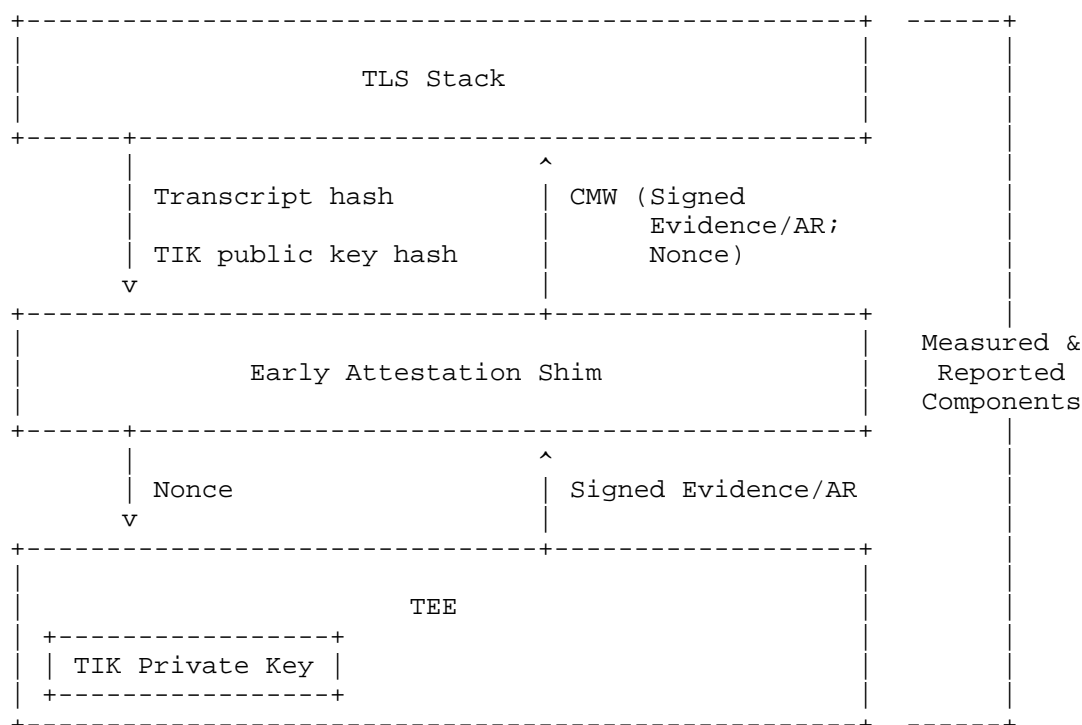 TLS Stack
Transcript hash
CMW (Signed
Evidence/AR;
TIK public key hash
Nonce)
Early Attestation Shim
Measured &
Reported
Components
Nonce
Signed Evidence/AR
TEE
TIK Private Key